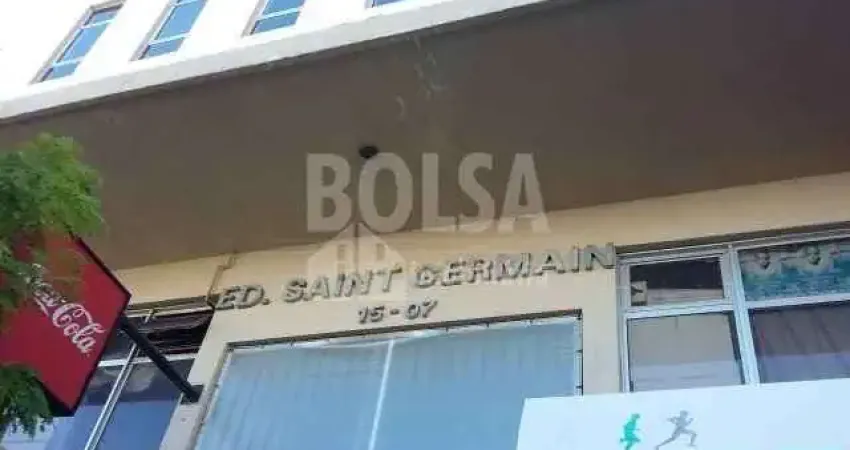 BOLSA
ED. SAINT GERMAIN
15-07
Coca-Cola